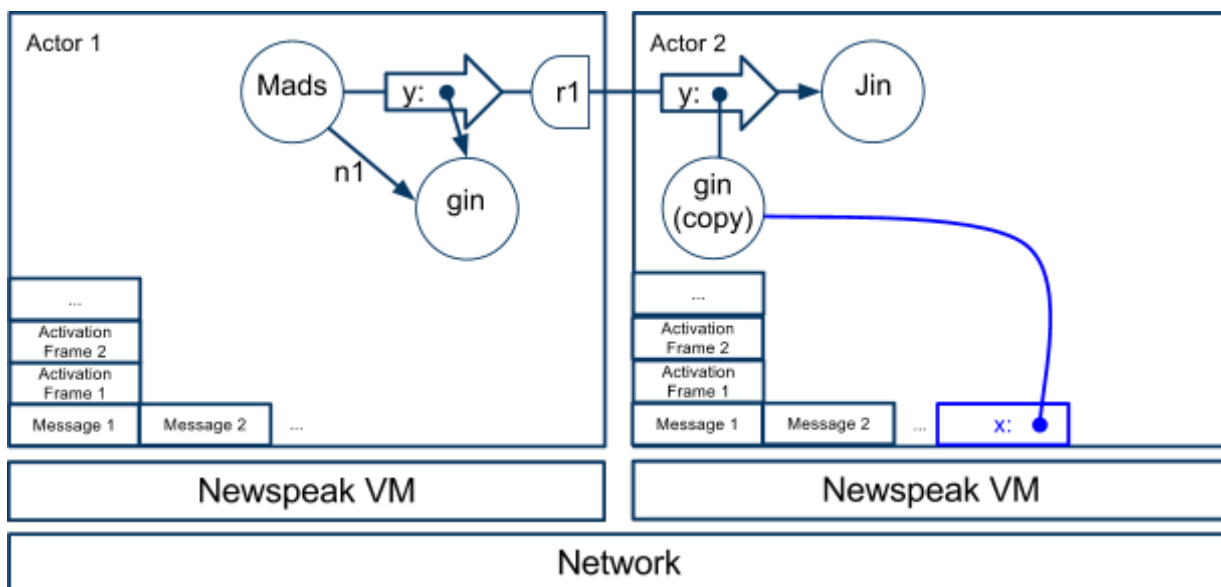 Actor 1
Mads
y:
r1
n1
gin
...
Activation
Frame 2
Activation
Frame 1
Message 1
Message 2
...
Newspeak VM
Actor 2
y:
Jin
gin
(copy)
...
Activation
Frame 2
Activation
Frame 1
Message 1
Message 2
...
x:
Newspeak VM
Network